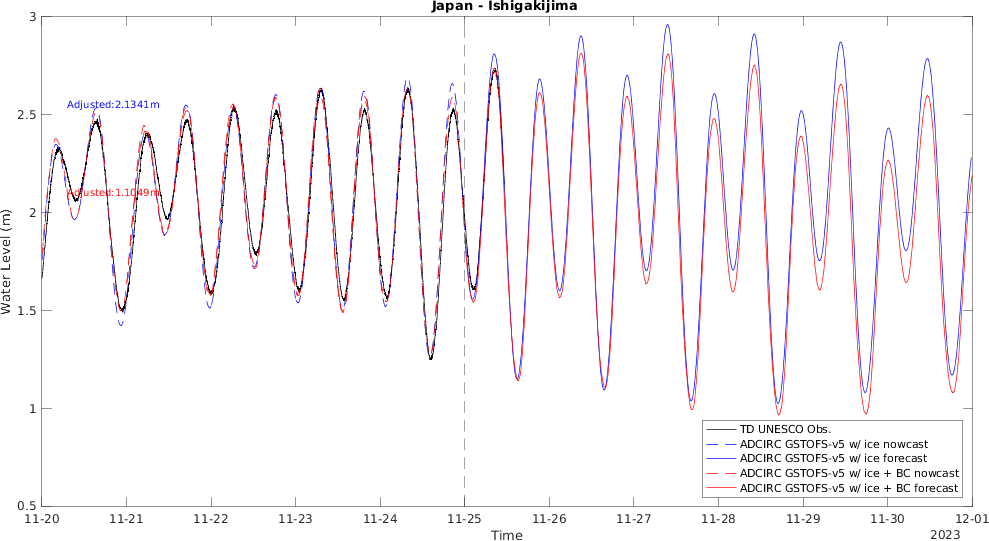 Japan - Ishigakijima
3
2.5
2
1.5
1
0.5
Water Level (m)
Adjusted:2.1341m
Adjusted:1.1049m
TD UNESCO Obs.
ADCIRC GSTOFS-v5 w/ ice nowcast
ADCIRC GSTOFS-v5 w/ ice forecast
ADCIRC GSTOFS-v5 w/ ice + BC nowcast
ADCIRC GSTOFS-v5 w/ ice + BC forecast
11-20 11-21 11-22 11-23 11-24 11-25 11-26 11-27 11-28 11-29 11-30 12-01
Time
2023